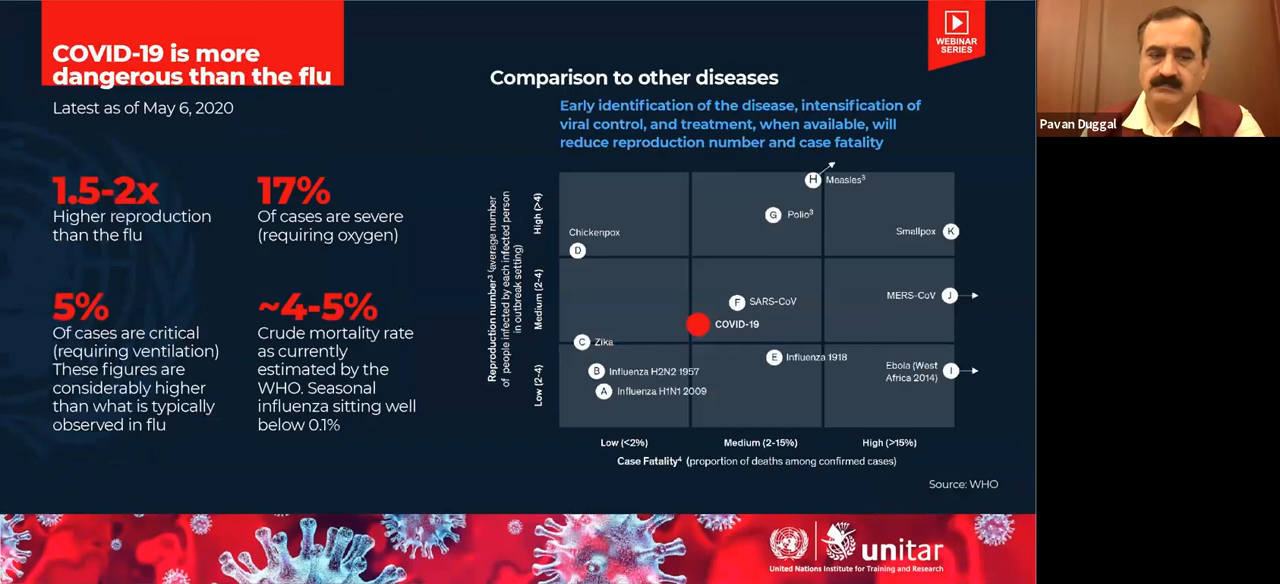 COVID-19 is more
dangerous than the flu
Latest as of May 6, 2020
1.5-2x
Higher reproduction
than the flu
17%
Of cases are severe
(requiring oxygen)
5%
Of cases are critical
(requiring ventilation)
These figures are
considerably higher
than what is typically
observed in flu
~4-5%
Crude mortality rate
as currently
estimated by the
WHO. Seasonal
influenza sitting well
below 0.1%
WEBINAR
SERIES
Comparison to other diseases
Early identification of the disease, intensification of
viral control, and treatment, when available, will
reduce reproduction number and case fatality
Reproduction number³ (average number
of people infected by each infected person
in outbreak setting)
High (>4)
Medium (2-4)
Low (2-4)
H Measles³
G Polio³
Chickenpox
D
Smallpox K
MERS-CoV J
F SARS-CoV
COVID-19
C Zika
E Influenza 1918
B Influenza H2N2 1957
Ebola (West
Africa 2014) I
A Influenza H1N1 2009
Low (<2%)
Medium (2-15%)
High (>15%)
Case Fatality⁴ (proportion of deaths among confirmed cases)
Source: WHO
unitar
United Nations Institute for Training and Research
Pavan Duggal